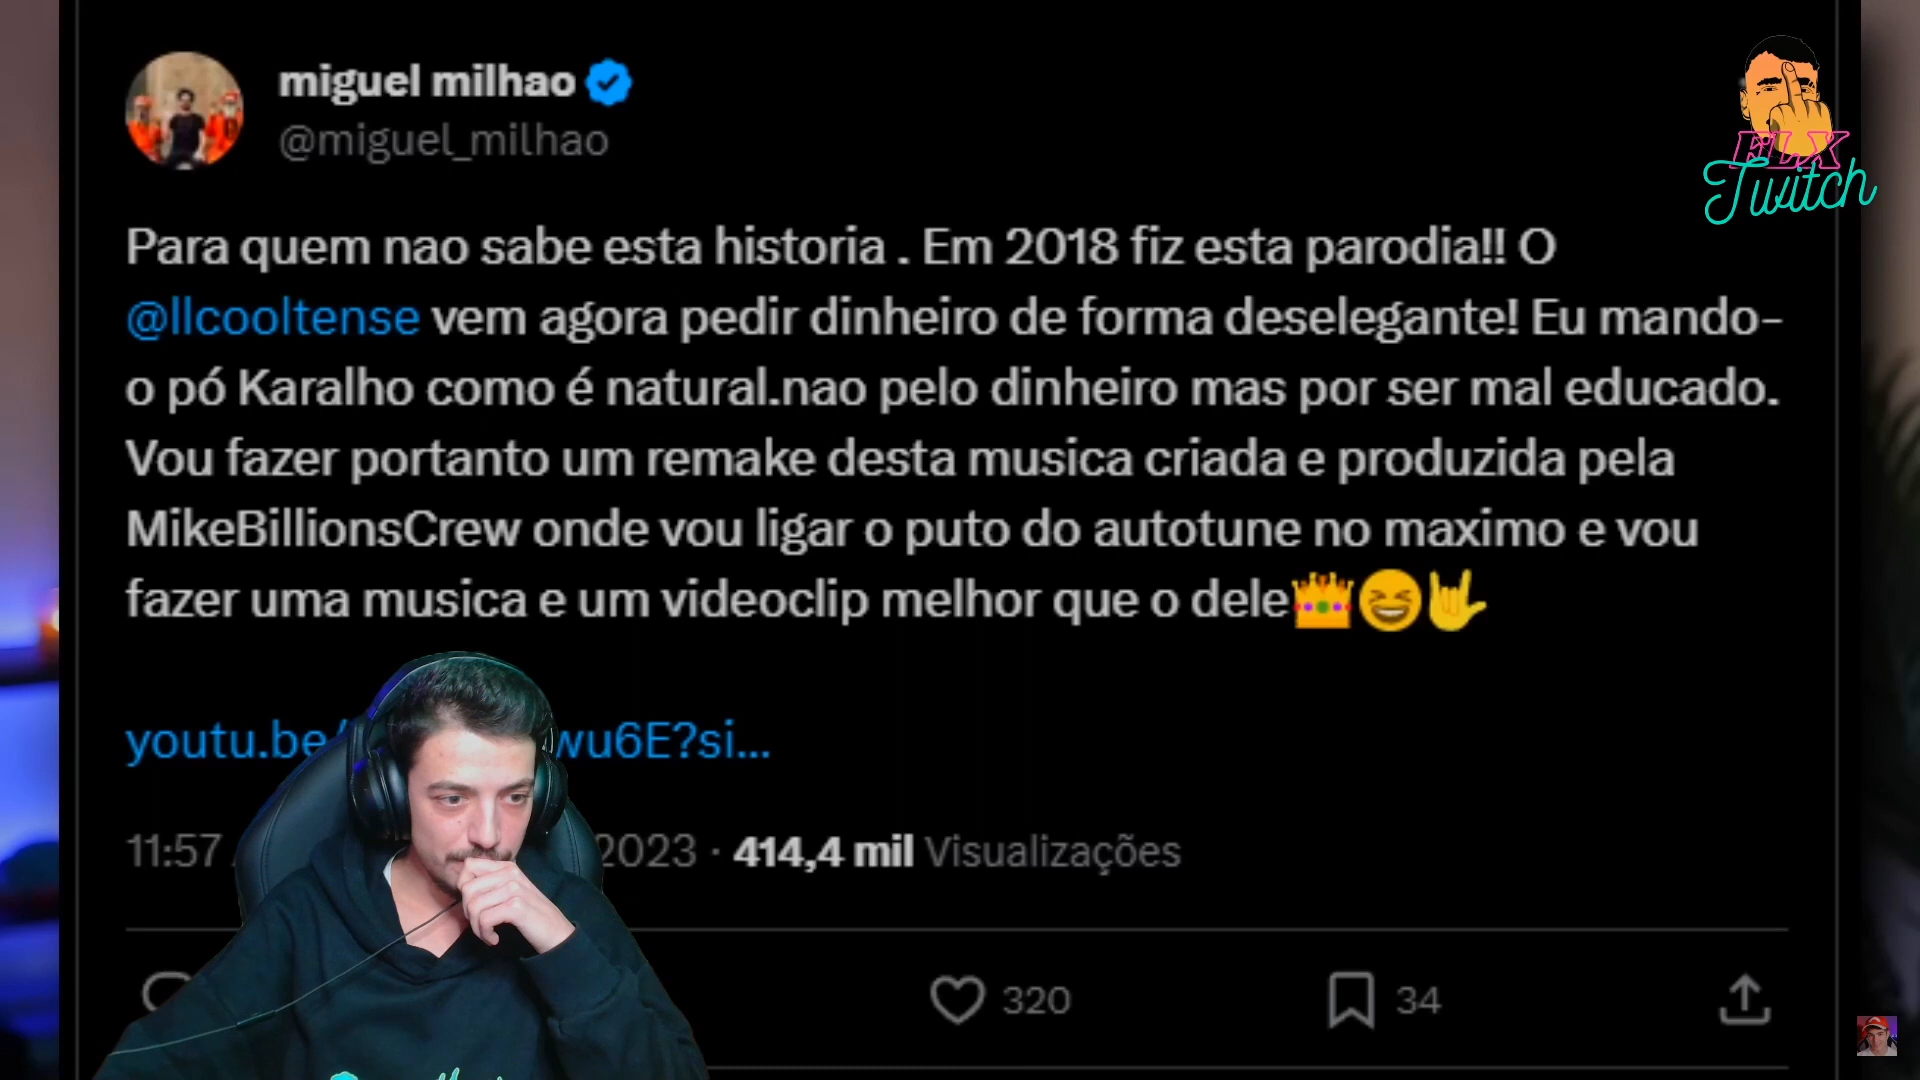 miguel milhao
@miguel_milhao
ELX
Twitch
Para quem nao sabe esta historia . Em 2018 fiz esta parodia!! O
@llcooltense vem agora pedir dinheiro de forma deselegante! Eu mando-
o pó Karalho como é natural.nao pelo dinheiro mas por ser mal educado.
Vou fazer portanto um remake desta musica criada e produzida pela
MikeBillionsCrew onde vou ligar o puto do autotune no maximo e vou
fazer uma musica e um videoclip melhor que o dele👑😆🤟
youtu.be/ wu6E?si...
11:57 2023 · 414,4 mil Visualizações
320 34